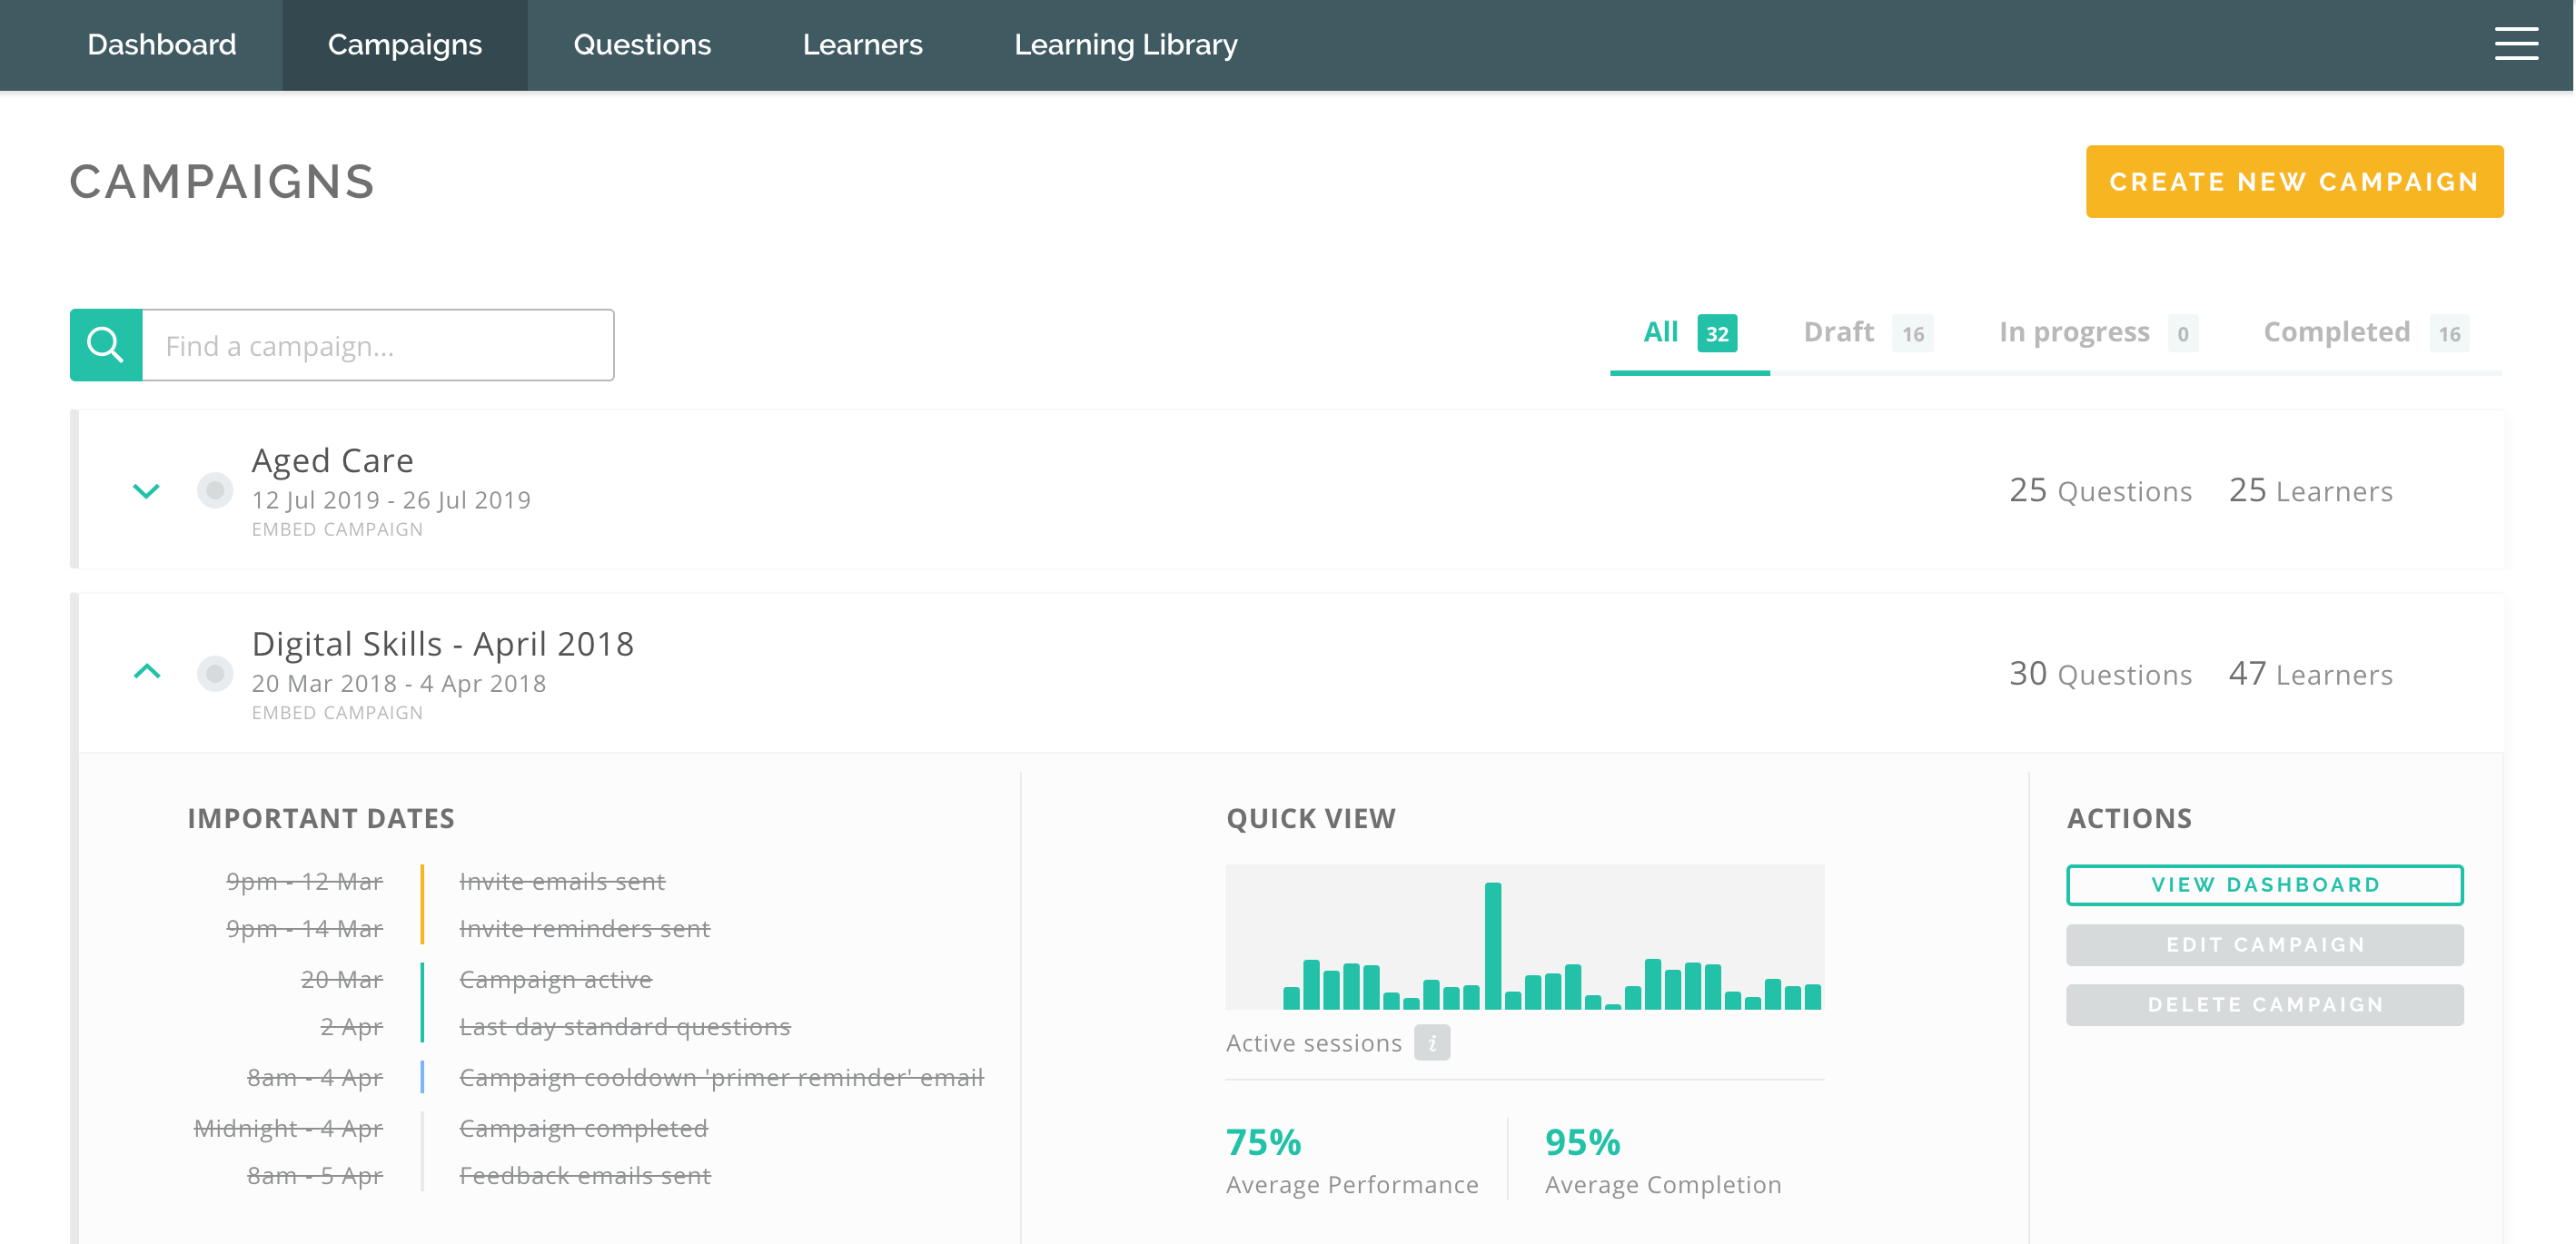 Dashboard Campaigns Questions Learners Learning Library
CAMPAIGNS
CREATE NEW CAMPAIGN
Find a campaign...
All 32 Draft 16 In progress 0 Completed 16
Aged Care
12 Jul 2019 - 26 Jul 2019
EMBED CAMPAIGN
25 Questions 25 Learners
Digital Skills - April 2018
20 Mar 2018 - 4 Apr 2018
EMBED CAMPAIGN
30 Questions 47 Learners
IMPORTANT DATES
9pm - 12 Mar Invite emails sent
9pm - 14 Mar Invite reminders sent
20 Mar Campaign active
2 Apr Last day standard questions
8am - 4 Apr Campaign cooldown 'primer reminder' email
Midnight - 4 Apr Campaign completed
8am - 5 Apr Feedback emails sent
QUICK VIEW
Active sessions i
75%
Average Performance
95%
Average Completion
ACTIONS
VIEW DASHBOARD
EDIT CAMPAIGN
DELETE CAMPAIGN